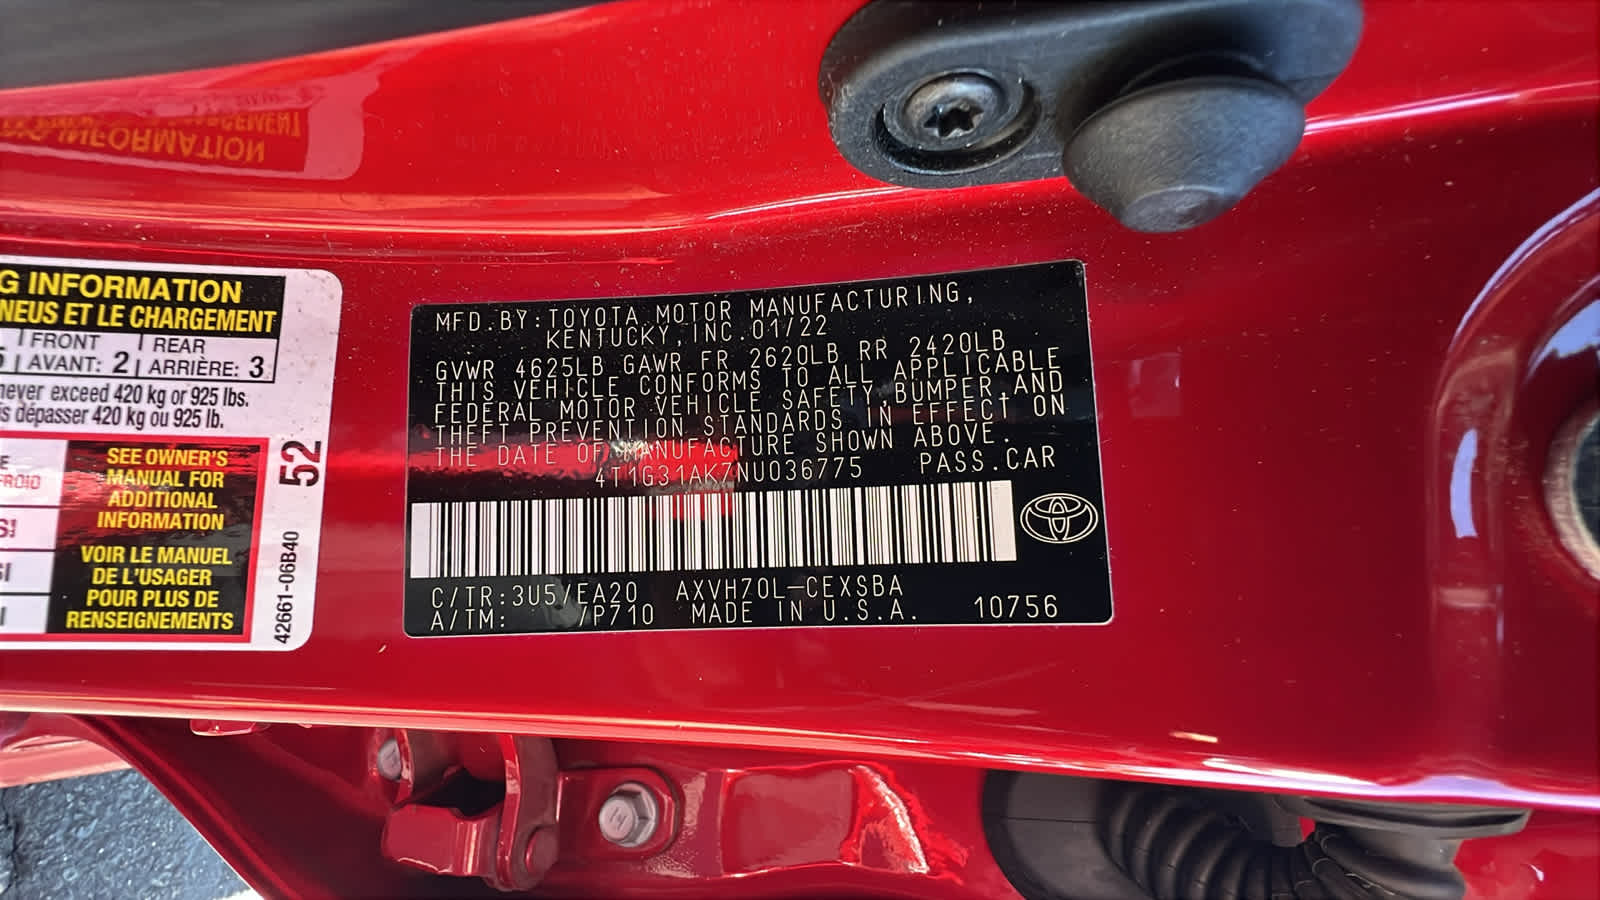 G INFORMATION
NEUS ET LE CHARGEMENT
FRONT REAR
AVANT: 2 ARRIÈRE: 3
never exceed 420 kg or 925 lbs.
dépasser 420 kg ou 925 lb.
SEE OWNER'S
MANUAL FOR
ADDITIONAL
INFORMATION
VOIR LE MANUEL
DE L'USAGER
POUR PLUS DE
RENSEIGNEMENTS
52
42661-06B40
MFD.BY:TOYOTA MOTOR MANUFACTURING,
KENTUCKY,INC.01/22
GVWR 4625LB GAWR FR 2620LB RR 2420LB
THIS VEHICLE CONFORMS TO ALL APPLICABLE
FEDERAL MOTOR VEHICLE SAFETY,BUMPER,AND
THEFT PREVENTION STANDARDS IN EFFECT ON
THE DATE OF MANUFACTURE SHOWN ABOVE.
4T1G31AK7NU036775 PASS.CAR
C/TR:3U5/EA20 AXVH70L-CEXSBA
A/TM: /P710 MADE IN U.S.A. 10756